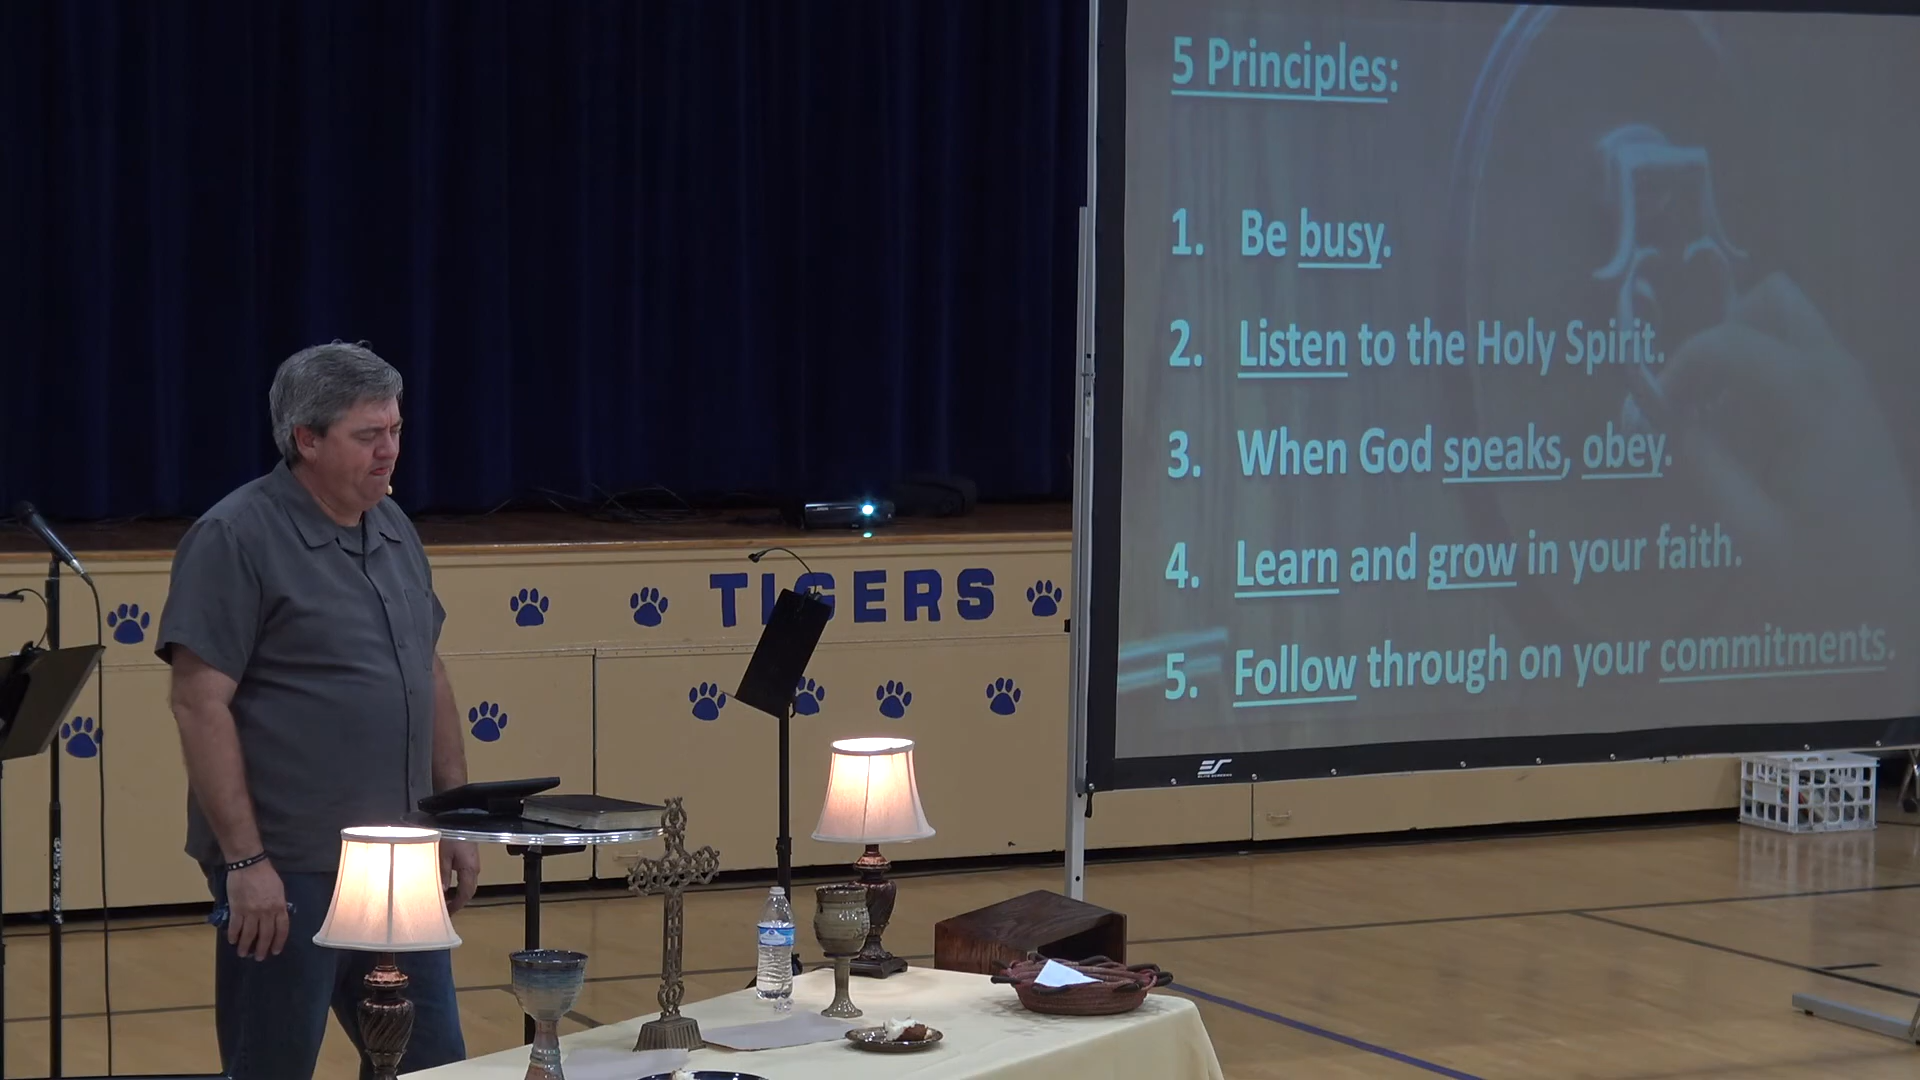 5 Principles:
1. Be busy.
2. Listen to the Holy Spirit.
3. When God speaks, obey.
4. Learn and grow in your faith.
5. Follow through on your commitments.
TIGERS
ES